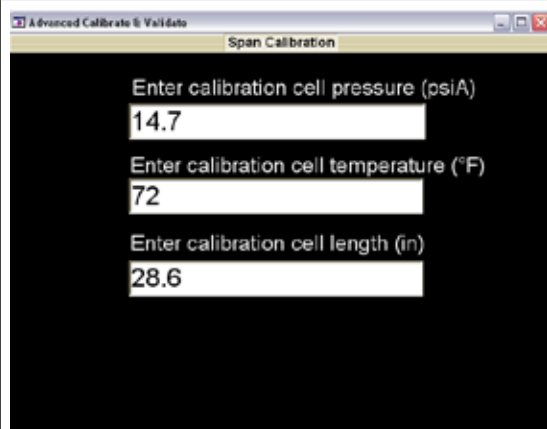 Advanced Calibrate & Validate
Span Calibration
Enter calibration cell pressure (psiA)
14.7
Enter calibration cell temperature (°F)
72
Enter calibration cell length (in)
28.6